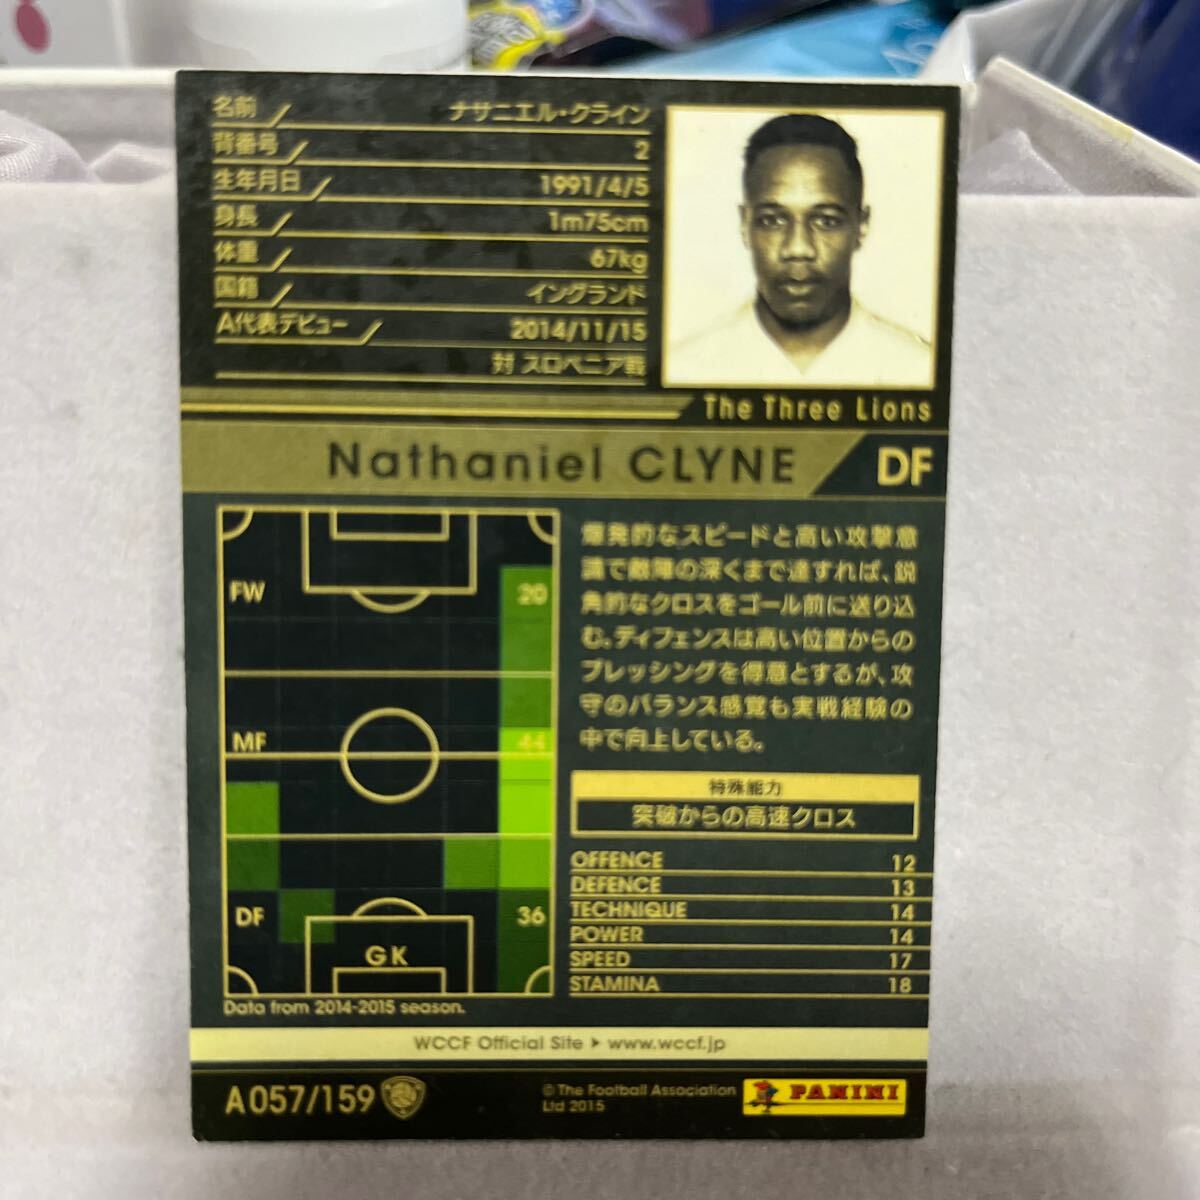 名前 ナサニエル・クライン
背番号 2
生年月日 1991/4/5
身長 1m75cm
体重 67kg
国籍 イングランド
A代表デビュー 2014/11/15
対 スロベニア戦
The Three Lions
Nathaniel CLYNE DF
FW 20
MF 44
DF 36
GK
Data from 2014-2015 season.
爆発的なスピードと高い攻撃意
識で敵陣の深くまで達すれば、鋭
角的なクロスをゴール前に送り込
む。ディフェンスは高い位置からの
プレッシングを得意とするが、攻
守のバランス感覚も実戦経験の
中で向上している。
特殊能力
突破からの高速クロス
OFFENCE 12
DEFENCE 13
TECHNIQUE 14
POWER 14
SPEED 17
STAMINA 18
WCCF Official Site ▶ www.wccf.jp
A057/159
© The Football Association
Ltd 2015
PANINI